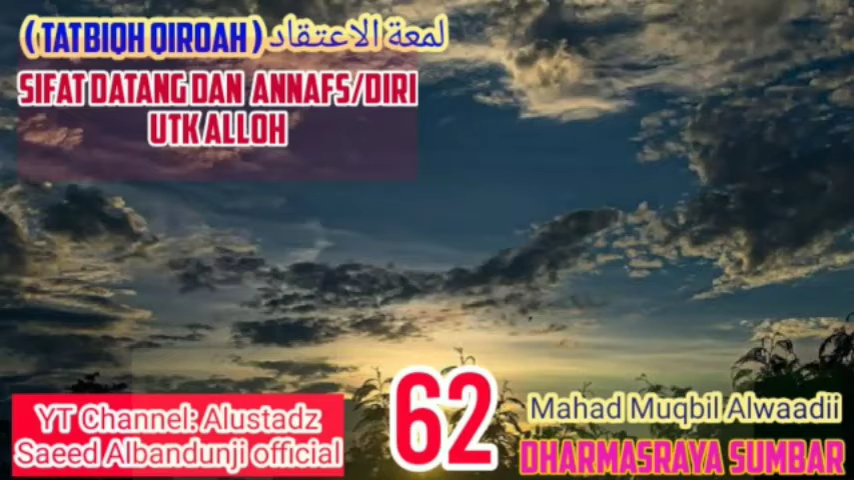 ( TATBIQH QIROAH ) لمعة الاعتقاد
SIFAT DATANG DAN ANNAFS/DIRI
UTK ALLOH
YT Channel: Alustadz
Saeed Albandunji official
62
Mahad Muqbil Alwaadii
DHARMASRAYA SUMBAR